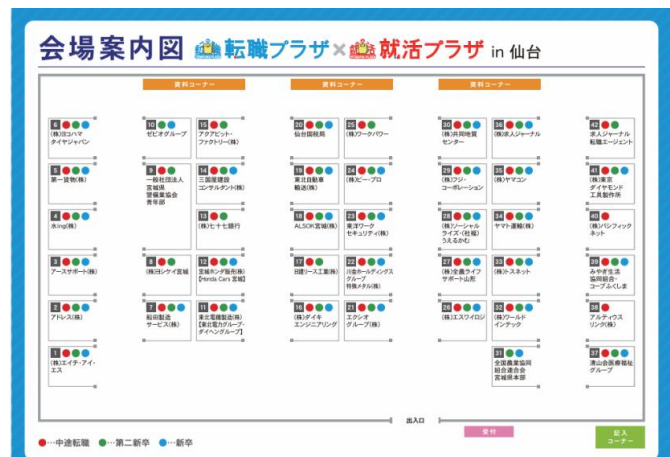 会場案内図 転職プラザ×就活プラザ in 仙台
資料コーナー
資料コーナー
資料コーナー
6
(株)ヨコハマ
タイヤジャパン
5
第一貨物(株)
4
水ing(株)
3
アースサポート(株)
2
アドレス(株)
1
(株)エイチ・アイ・
エス
10
ゼビオグループ
9
一般社団法人
宮城県
警備業協会
青年部
8
(株)ヨシケイ宮城
7
船田製造
サービス(株)
15
アクアピット・
ファクトリー(株)
14
三国屋建設
コンサルタント(株)
13
(株)七十七銀行
12
宮城ホンダ販売(株)
【Honda Cars 宮城】
11
東北電機製造(株)
【東北電力グループ・
ダイヘングループ】
20
仙台国税局
19
東北自動車
輸送(株)
18
ALSOK宮城(株)
17
日建リース工業(株)
16
(株)ダイキ
エンジニアリング
25
(株)ワークパワー
24
(株)ビー・プロ
23
東洋ワーク
セキュリティ(株)
22
川金ホールディングス
グループ
特殊メタル(株)
21
エクシオ
グループ(株)
30
(株)共同地質
センター
29
(株)フジ・
コーポレーション
28
(株)ソーシャル
ライズ・(社福)
うえるかむ
27
(株)全農ライフ
サポート山形
26
(株)エスワイロジ
36
(株)求人ジャーナル
35
(株)ヤマコン
34
ヤマト運輸(株)
33
(株)トスネット
32
(株)ワールド
インテック
31
全国農業協同
組合連合会
宮城県本部
42
求人ジャーナル
転職エージェント
41
(株)東京
ダイヤモンド
工具製作所
40
(株)パシフィック
ネット
39
みやぎ生活
協同組合・
コープふくしま
38
アルティウス
リンク(株)
37
清山会医療福祉
グループ
出入口
受付
記入
コーナー
●…中途転職 ●…第二新卒 ●…新卒